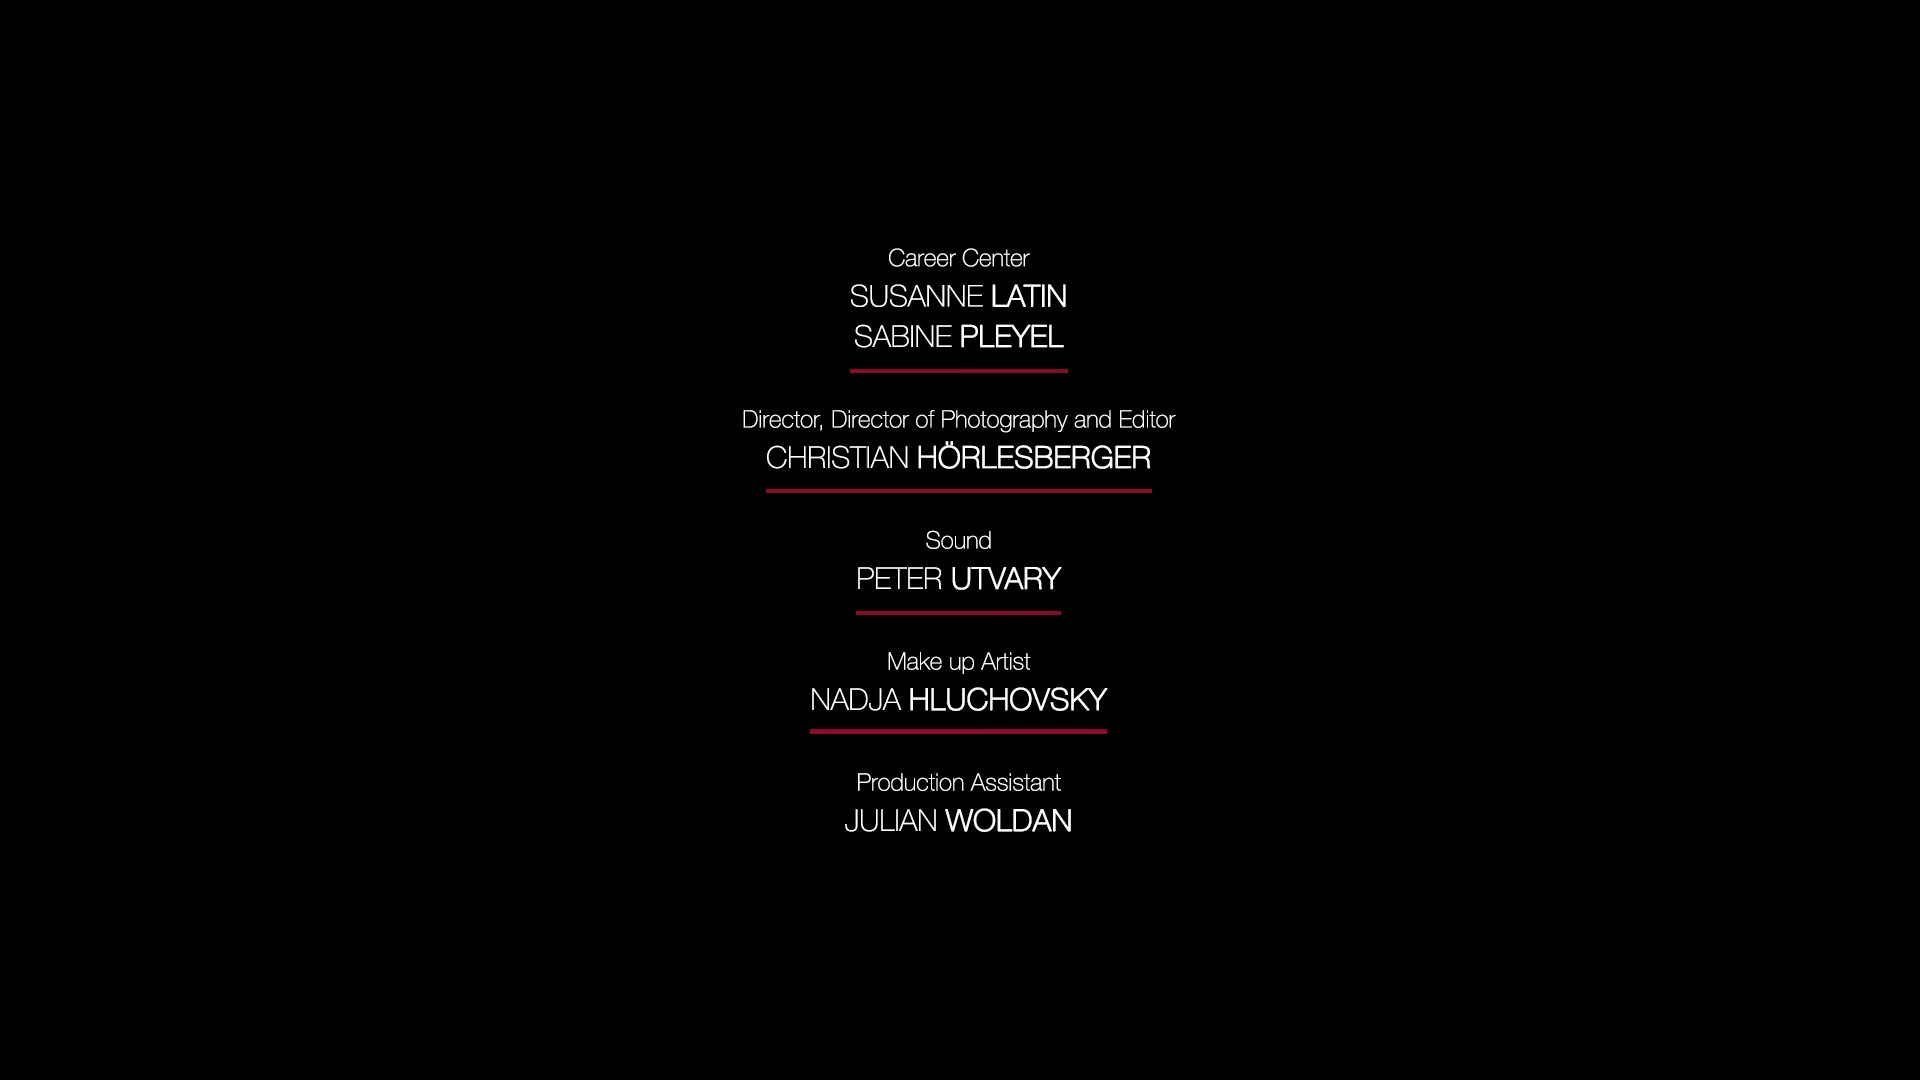 Career Center
SUSANNE LATIN
SABINE PLEYEL
Director, Director of Photography and Editor
CHRISTIAN HÖRLESBERGER
Sound
PETER UTVARY
Make up Artist
NADJA HLUCHOVSKY
Production Assistant
JULIAN WOLDAN